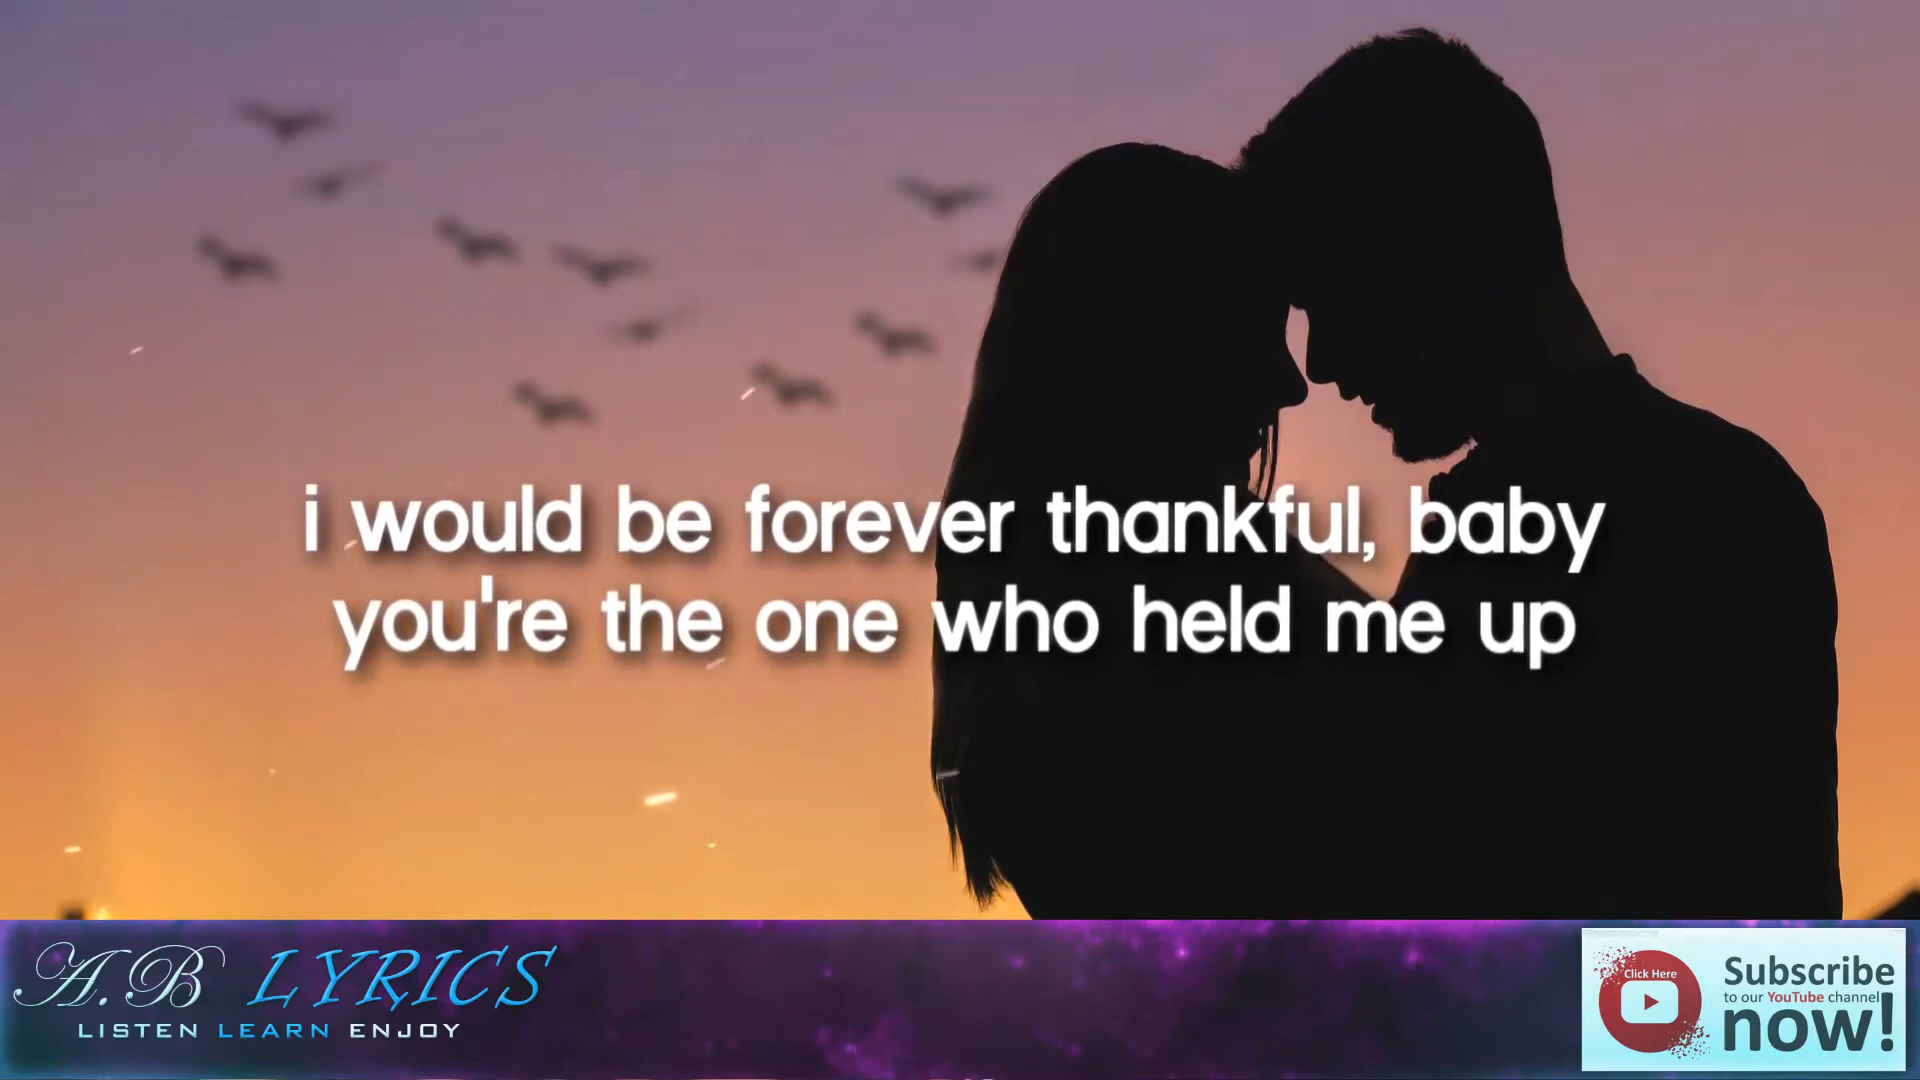 i would be forever thankful, baby
you're the one who held me up
A.B LYRICS
LISTEN LEARN ENJOY
Click Here
Subscribe
to our YouTube channel
now!